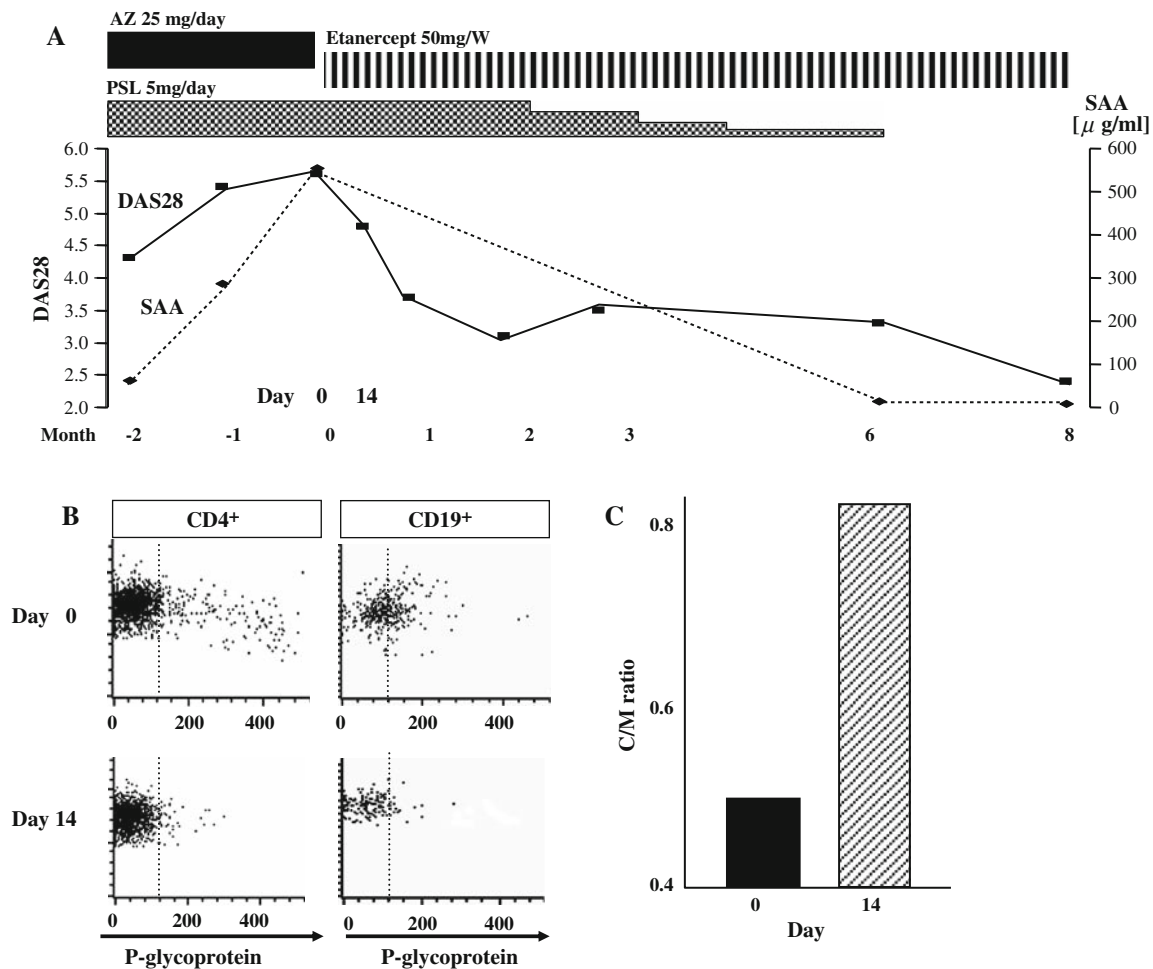 A
AZ 25 mg/day
Etanercept 50mg/W
PSL 5mg/day
SAA
[μ g/ml]
6.0
5.5
5.0
4.5
4.0
3.5
3.0
2.5
2.0
DAS28
DAS28
SAA
600
500
400
300
200
100
0
Day 0 14
Month -2 -1 0 1 2 3 6 8
B
CD4+ CD19+
Day 0
0 200 400 0 200 400
Day 14
0 200 400 0 200 400
P-glycoprotein P-glycoprotein
C
0.8
0.6
0.4
C/M ratio
0 14
Day